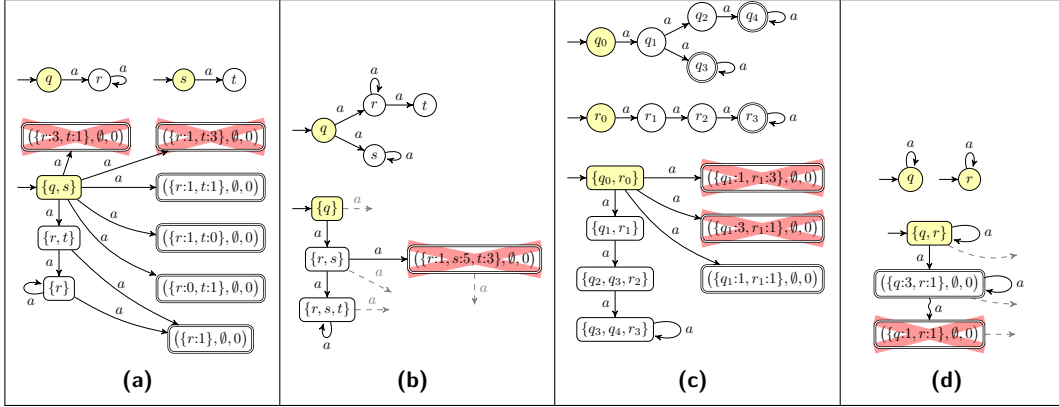 q a r a
s a t
({r:3, t:1}, ∅, 0) ({r:1, t:3}, ∅, 0)
a a
{q, s} a ({r:1, t:1}, ∅, 0)
a a
{r, t} ({r:1, t:0}, ∅, 0)
a a
a {r} ({r:0, t:1}, ∅, 0)
a a
({r:1}, ∅, 0)
(a)
a
a r a t
q
a s a
{q} a
a
{r, s} a ({r:1, s:5, t:3}, ∅, 0)
a a a
{r, s, t} a
a
(b)
q₂ a q₄ a
q₀ a q₁ a
a
q₃ a
r₀ a r₁ a r₂ a r₃ a
{q₀, r₀} a ({q₁:1, r₁:3}, ∅, 0)
a a
{q₁, r₁} ({q₁:3, r₁:1}, ∅, 0)
a a
{q₂, q₃, r₂} ({q₁:1, r₁:1}, ∅, 0)
a
{q₃, q₄, r₃} a
(c)
a a
q r
{q, r} a
a
({q:3, r:1}, ∅, 0) a
({q:1, r:1}, ∅, 0)
(d)